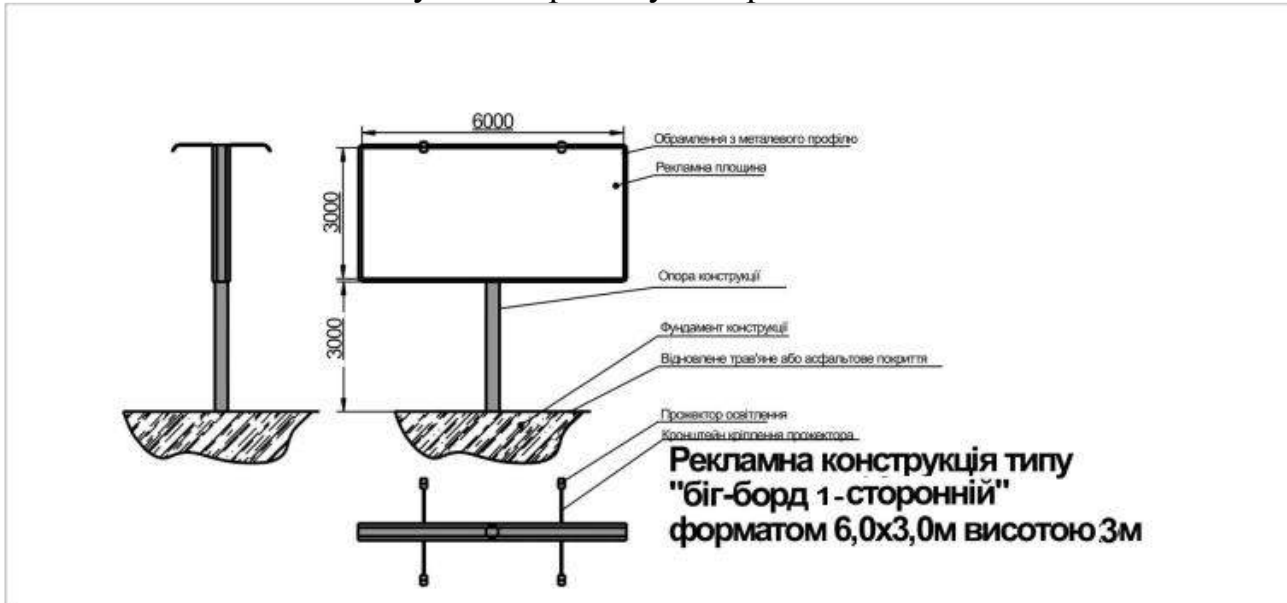 6000
3000
3000
Обрамлення з металевого профілю
Рекламна площина
Опора конструкції
Фундамент конструкції
Відновлене трав'яне або асфальтове покриття
Прожектор освітлення
Кронштейн кріплення прожектора
Рекламна конструкція типу
"біг-борд 1-сторонній"
форматом 6,0х3,0м висотою 3м